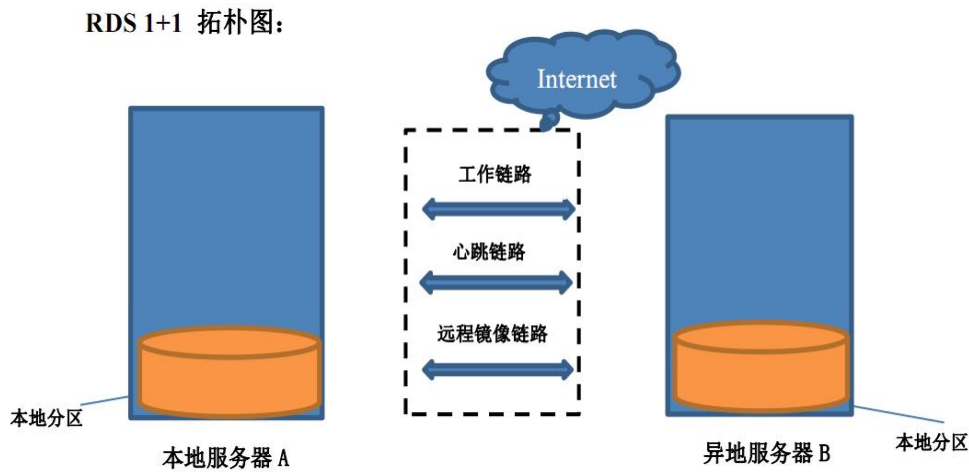 RDS 1+1 拓朴图：
Internet
工作链路
心跳链路
远程镜像链路
本地分区
本地服务器 A
异地服务器 B
本地分区